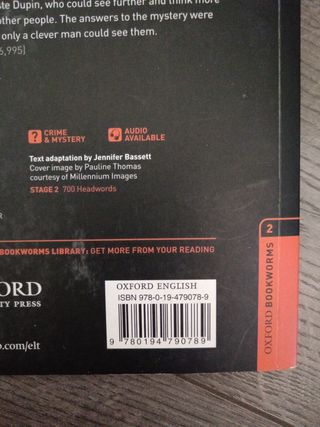 ste Dupin, who could see further and think more
other people. The answers to the mystery were
only a clever man could see them.
6,995)
CRIME & MYSTERY
AUDIO AVAILABLE
Text adaptation by Jennifer Bassett
Cover image by Pauline Thomas
courtesy of Millennium Images
STAGE 2 700 Headwords
R
BOOKWORMS LIBRARY: GET MORE FROM YOUR READING
FORD
ITY PRESS
OXFORD ENGLISH
ISBN 978-0-19-479078-9
9 780194 790789
o.com/elt
OXFORD BOOKWORMS 2